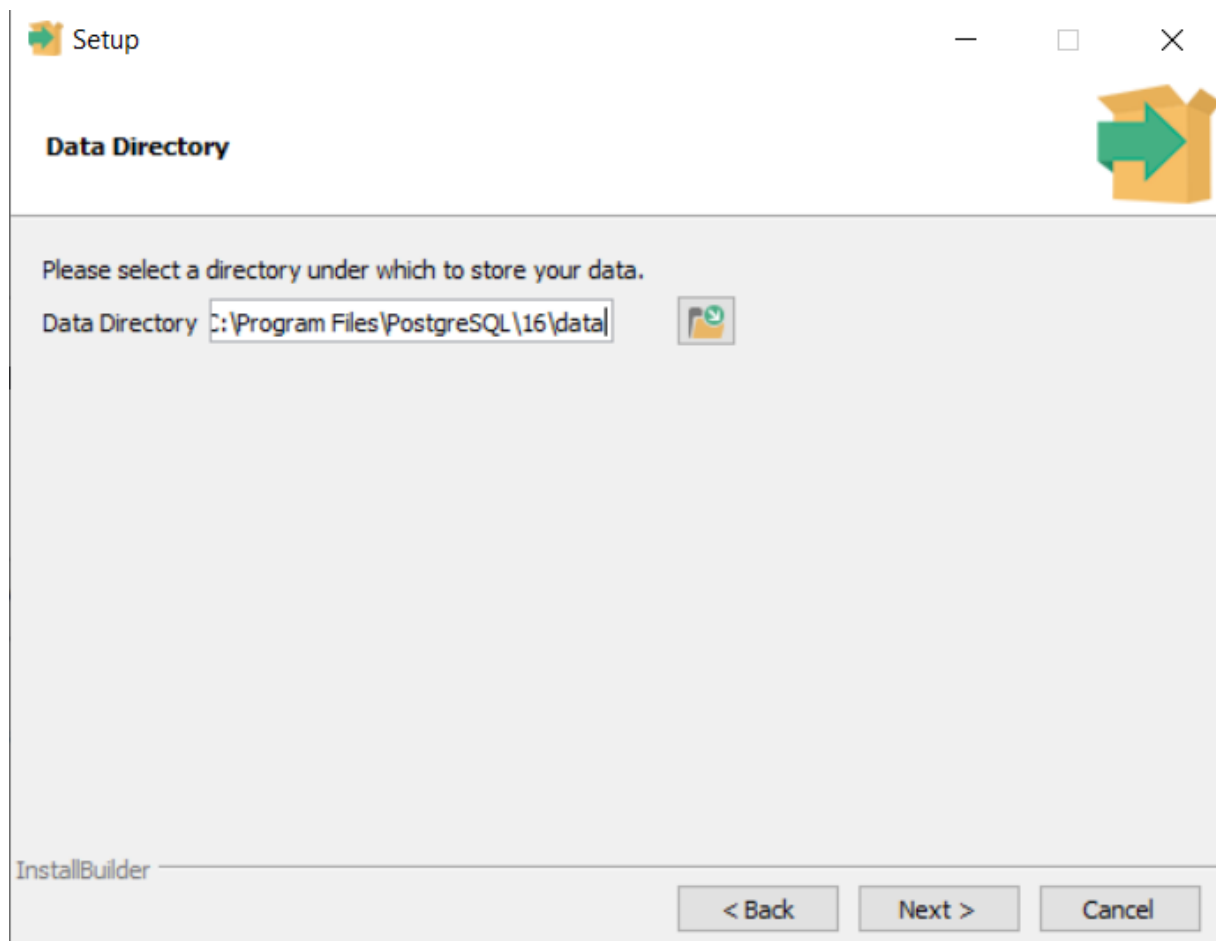 Setup
Data Directory
Please select a directory under which to store your data.
Data Directory C:\Program Files\PostgreSQL\16\data
InstallBuilder
< Back Next > Cancel